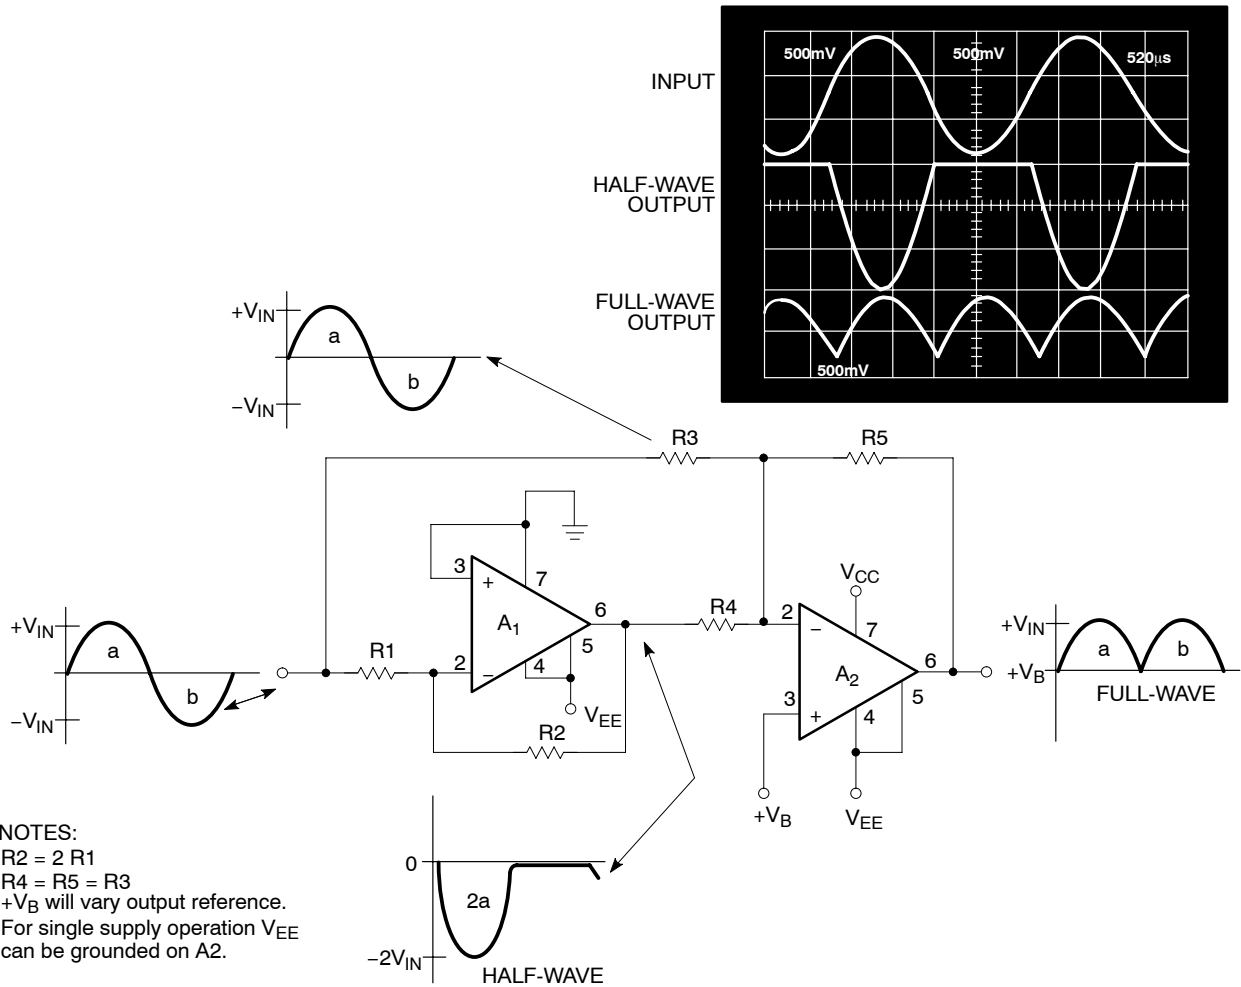 500mV
500mV
520µs
INPUT
HALF-WAVE
OUTPUT
FULL-WAVE
OUTPUT
500mV
+VIN
a
b
−VIN
R3
R5
3
+
7
A1
6
2
−
4
5
VEE
R1
R2
R4
VCC
2
−
7
A2
6
3
+
4
5
+VB
VEE
+VIN
a
b
−VIN
+VIN
a
b
+VB
FULL-WAVE
0
2a
−2VIN
HALF-WAVE
NOTES:
R2 = 2 R1
R4 = R5 = R3
+VB will vary output reference.
For single supply operation VEE
can be grounded on A2.